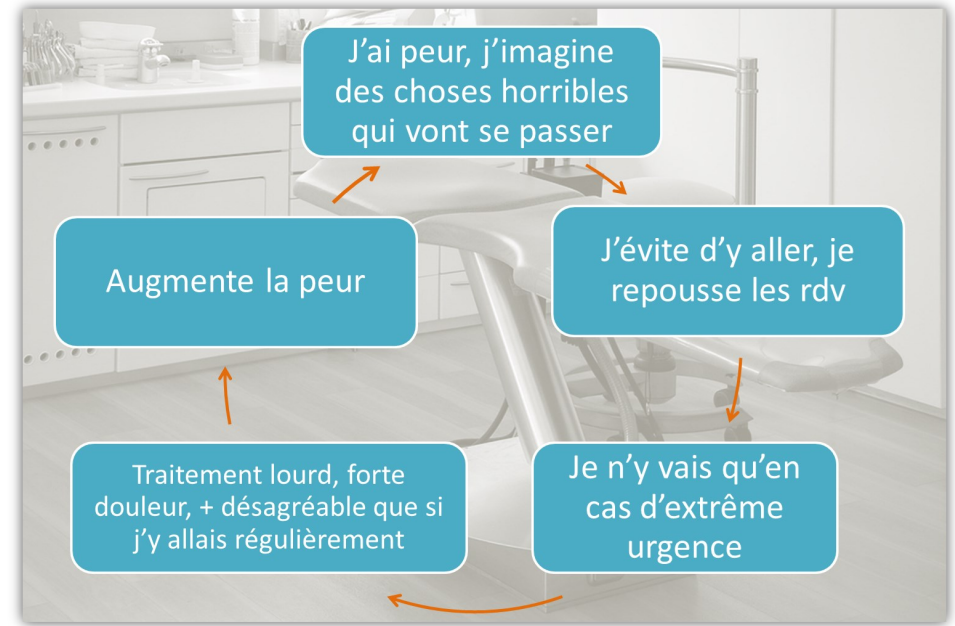 J'ai peur, j'imagine
des choses horribles
qui vont se passer
J'évite d'y aller, je
repousse les rdv
Je n'y vais qu'en
cas d'extrême
urgence
Traitement lourd, forte
douleur, + désagréable que si
j'y allais régulièrement
Augmente la peur